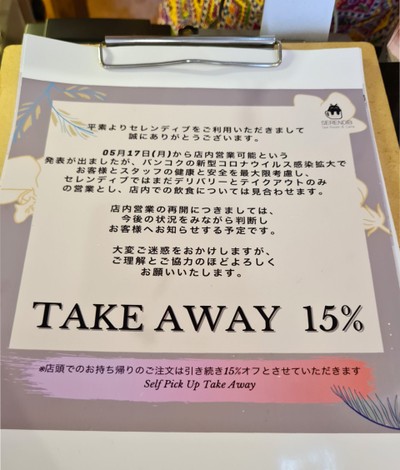 SERENDIB
平素よりセレンディブをご利用いただきまして
誠にありがとうございます。
05月17日(月)から店内営業可能という
発表が出ましたが、バンコクの新型コロナウイルス感染拡大で
お客様とスタッフの健康と安全を最大限考慮し、
セレンディブではまだデリバリーとテイクアウトのみ
の営業とし、店内での飲食については見合わせます。
店内営業の再開につきましては、
今後の状況をみながら判断し
お客様へお知らせする予定です。
大変ご迷惑をおかけしますが、
ご理解とご協力のほどよろしく
お願いいたします。
TAKE AWAY 15%
※店頭でのお持ち帰りのご注文は引き続き15%オフとさせていただきます
Self Pick Up Take Away